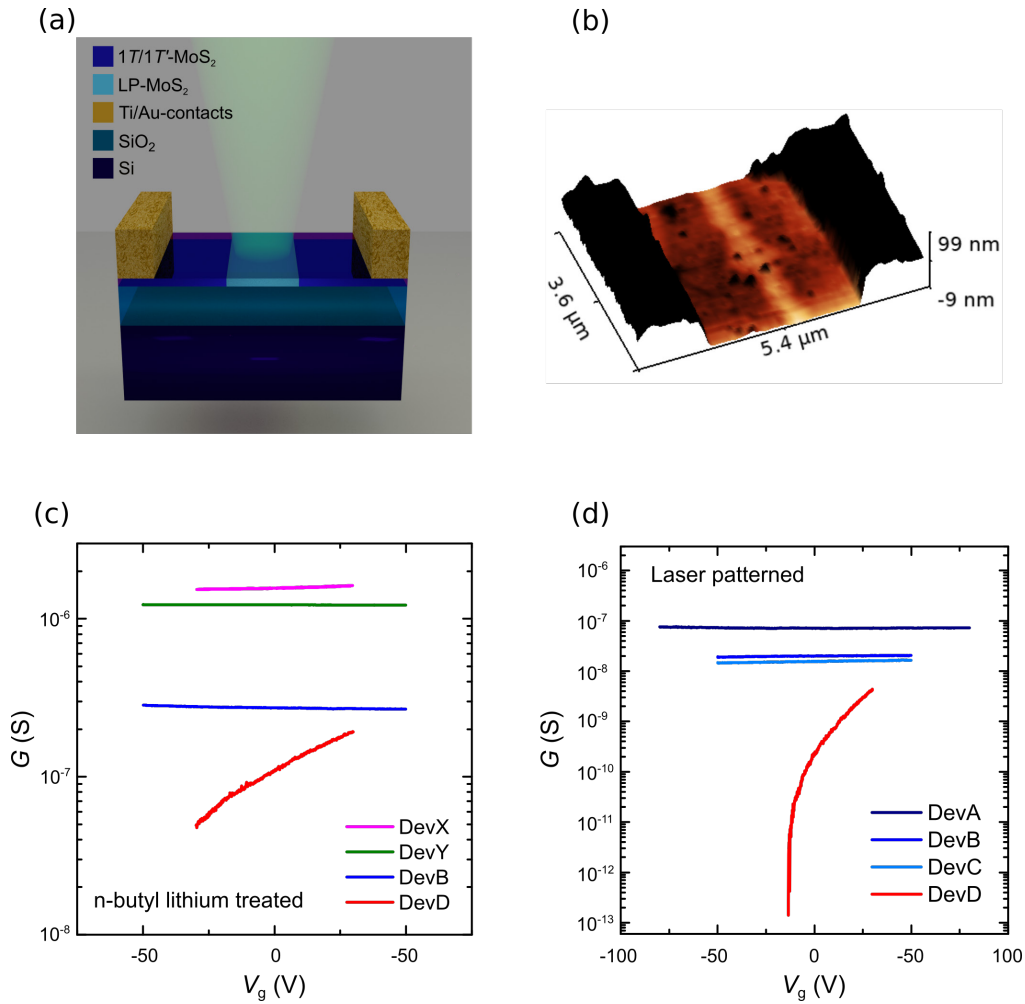 (a)
1T/1T′-MoS₂
LP-MoS₂
Ti/Au-contacts
SiO₂
Si
(b)
99 nm
-9 nm
3.6 μm
5.4 μm
(c)
10⁻⁶
10⁻⁷
10⁻⁸
G (S)
DevX
DevY
DevB
DevD
n-butyl lithium treated
-50 0 -50
Vg (V)
(d)
Laser patterned
10⁻⁶
10⁻⁷
10⁻⁸
10⁻⁹
10⁻¹⁰
10⁻¹¹
10⁻¹²
10⁻¹³
G (S)
DevA
DevB
DevC
DevD
-100 -50 0 -50 100
Vg (V)